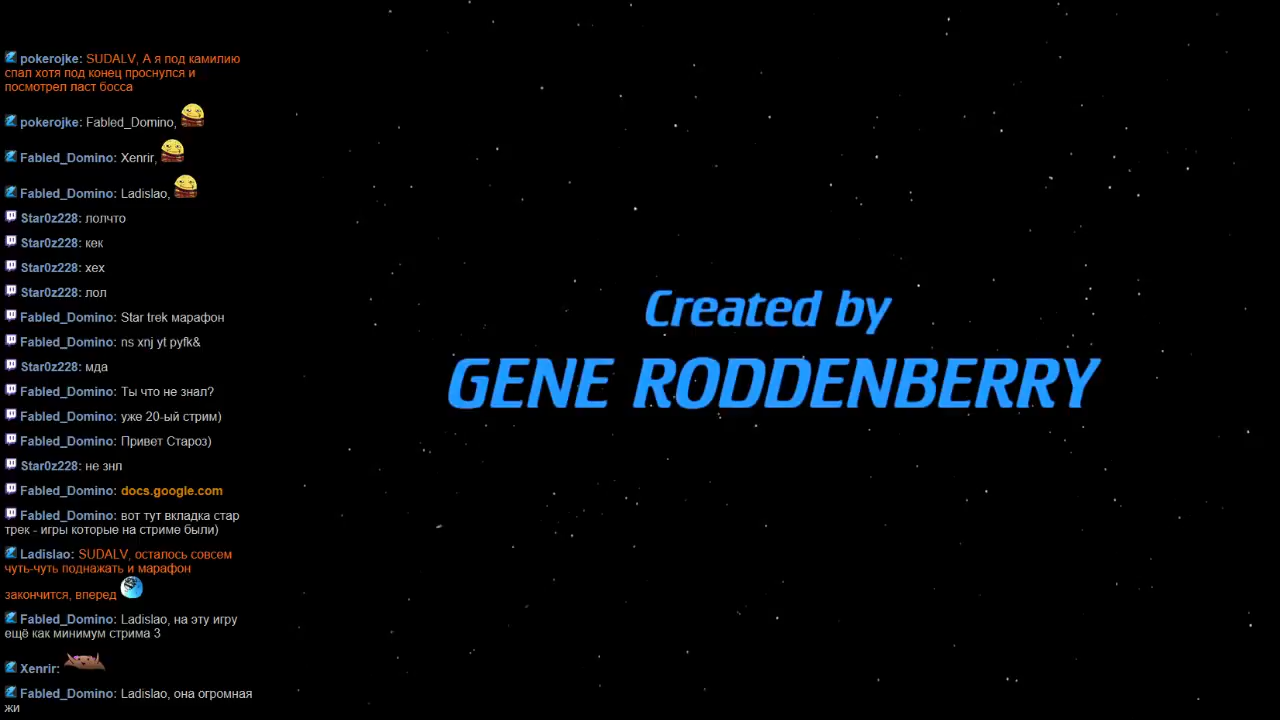 pokerojke: SUDALV, А я под камилию
спал хотя под конец проснулся и
посмотрел ласт босса
pokerojke: Fabled_Domino,
Fabled_Domino: Xenrir,
Fabled_Domino: Ladislao,
Star0z228: лолчто
Star0z228: кек
Star0z228: хех
Star0z228: лол
Fabled_Domino: Star trek марафон
Fabled_Domino: ns xnj yt pyfk&
Star0z228: мда
Fabled_Domino: Ты что не знал?
Fabled_Domino: уже 20-ый стрим)
Fabled_Domino: Привет Староз)
Star0z228: не знл
Fabled_Domino: docs.google.com
Fabled_Domino: вот тут вкладка стар
трек - игры которые на стриме были)
Ladislao: SUDALV, осталось совсем
чуть-чуть поднажать и марафон
закончится, вперед
Fabled_Domino: Ladislao, на эту игру
ещё как минимум стрима 3
Xenrir:
Fabled_Domino: Ladislao, она огромная
жи
Created by
GENE RODDENBERRY